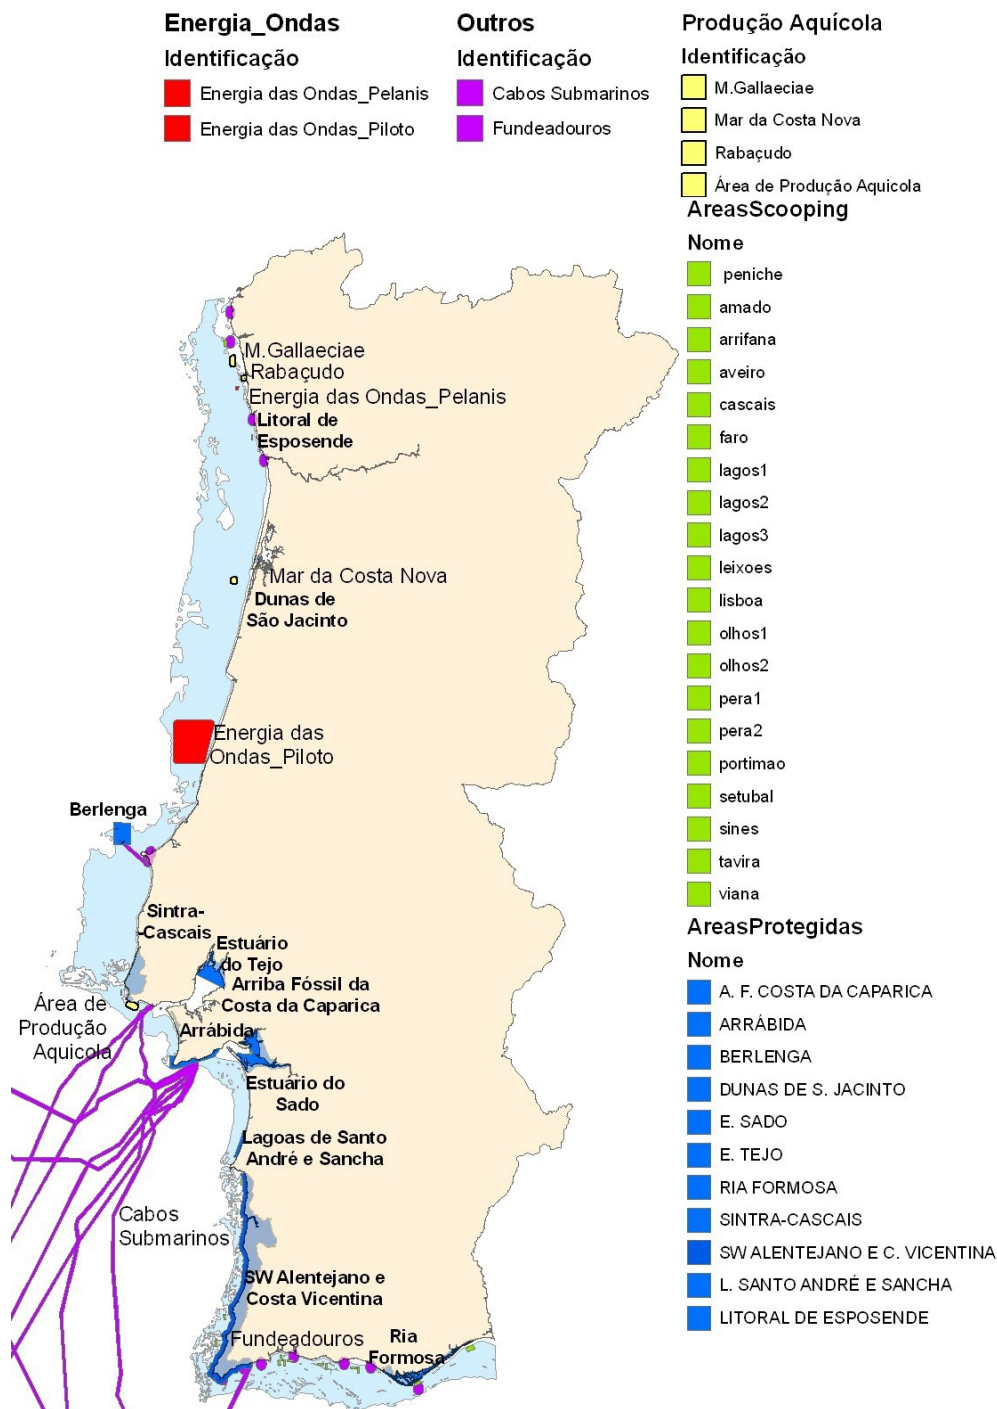 Energia_Ondas
Identificação
Energia das Ondas_Pelanis
Energia das Ondas_Piloto
Outros
Identificação
Cabos Submarinos
Fundeadouros
Produção Aquícola
Identificação
M.Gallaeciae
Mar da Costa Nova
Rabaçudo
Área de Produção Aquicola
AreasScooping
Nome
peniche
amado
arrifana
aveiro
cascais
faro
lagos1
lagos2
lagos3
leixoes
lisboa
olhos1
olhos2
pera1
pera2
portimao
setubal
sines
tavira
viana
AreasProtegidas
Nome
A. F. COSTA DA CAPARICA
ARRÁBIDA
BERLENGA
DUNAS DE S. JACINTO
E. SADO
E. TEJO
RIA FORMOSA
SINTRA-CASCAIS
SW ALENTEJANO E C. VICENTINA
L. SANTO ANDRÉ E SANCHA
LITORAL DE ESPOSENDE
M.Gallaeciae
Rabaçudo
Energia das Ondas_Pelanis
Litoral de
Esposende
Mar da Costa Nova
Dunas de
São Jacinto
Energia das
Ondas_Piloto
Berlenga
Sintra-
-Cascais
Estuário
do Tejo
Arriba Fóssil da
Costa da Caparica
Área de
Produção
Aquicola
Arrábida
Estuário do
Sado
Lagoas de Santo
André e Sancha
Cabos
Submarinos
SW Alentejano e
Costa Vicentina
Fundeadouros
Ria
Formosa